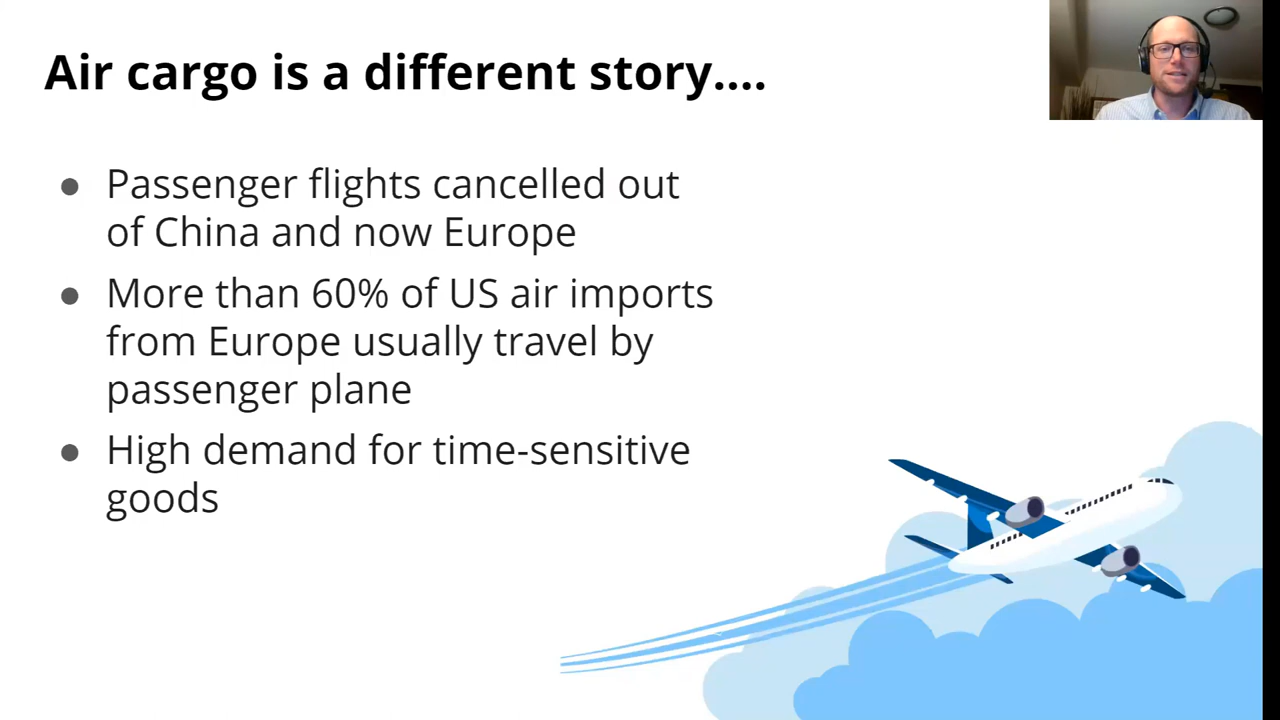 Air cargo is a different story....
● Passenger flights cancelled out
of China and now Europe
● More than 60% of US air imports
from Europe usually travel by
passenger plane
● High demand for time-sensitive
goods